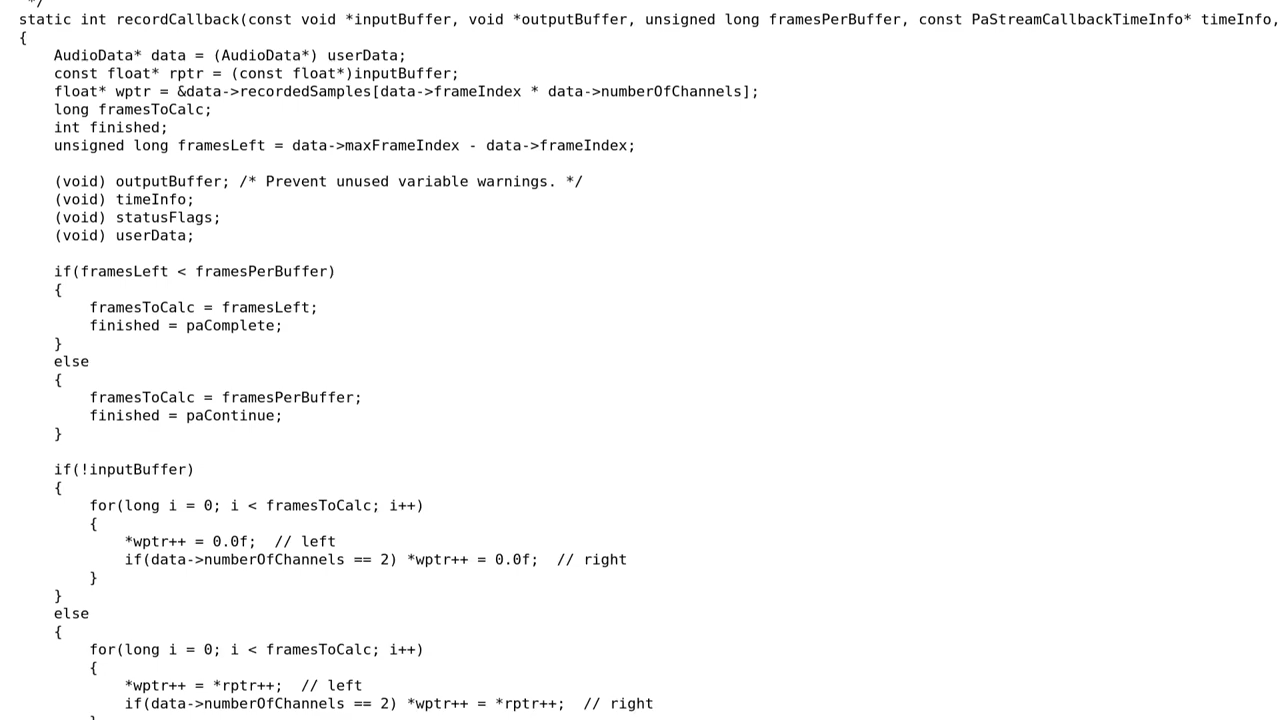 */
static int recordCallback(const void *inputBuffer, void *outputBuffer, unsigned long framesPerBuffer, const PaStreamCallbackTimeInfo* timeInfo,
{
    AudioData* data = (AudioData*) userData;
    const float* rptr = (const float*)inputBuffer;
    float* wptr = &data->recordedSamples[data->frameIndex * data->numberOfChannels];
    long framesToCalc;
    int finished;
    unsigned long framesLeft = data->maxFrameIndex - data->frameIndex;

    (void) outputBuffer; /* Prevent unused variable warnings. */
    (void) timeInfo;
    (void) statusFlags;
    (void) userData;

    if(framesLeft < framesPerBuffer)
    {
        framesToCalc = framesLeft;
        finished = paComplete;
    }
    else
    {
        framesToCalc = framesPerBuffer;
        finished = paContinue;
    }

    if(!inputBuffer)
    {
        for(long i = 0; i < framesToCalc; i++)
        {
            *wptr++ = 0.0f;  // left
            if(data->numberOfChannels == 2) *wptr++ = 0.0f;  // right
        }
    }
    else
    {
        for(long i = 0; i < framesToCalc; i++)
        {
            *wptr++ = *rptr++;  // left
            if(data->numberOfChannels == 2) *wptr++ = *rptr++;  // right
        }